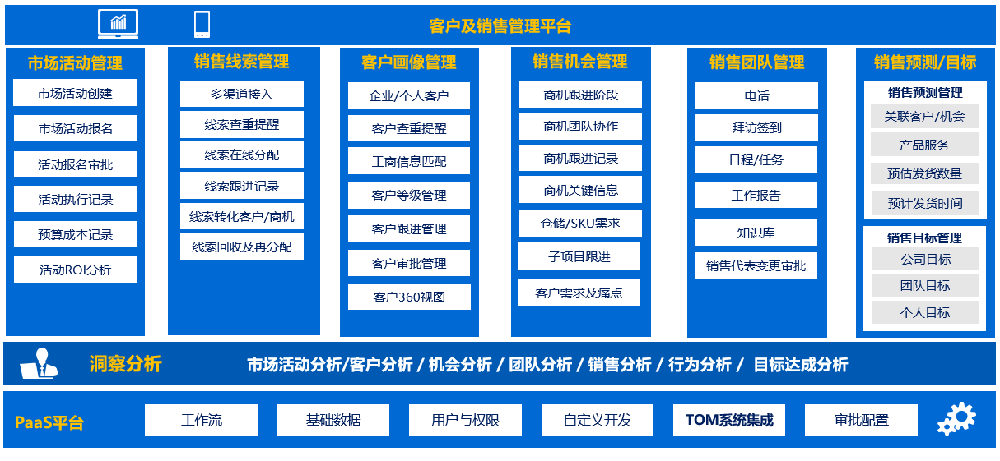 客户及销售管理平台
市场活动管理
市场活动创建
市场活动报名
活动报名审批
活动执行记录
预算成本记录
活动ROI分析
销售线索管理
多渠道接入
线索查重提醒
线索在线分配
线索跟进记录
线索转化客户/商机
线索回收及再分配
客户画像管理
企业/个人客户
客户查重提醒
工商信息匹配
客户等级管理
客户跟进管理
客户审批管理
客户360视图
销售机会管理
商机跟进阶段
商机团队协作
商机跟进记录
商机关键信息
仓储/SKU需求
子项目跟进
客户需求及痛点
销售团队管理
电话
拜访签到
日程/任务
工作报告
知识库
销售代表变更审批
销售预测/目标
销售预测管理
关联客户/机会
产品服务
预估发货数量
预计发货时间
销售目标管理
公司目标
团队目标
个人目标
洞察分析
市场活动分析/客户分析 / 机会分析 / 团队分析 / 销售分析 / 行为分析 / 目标达成分析
PaaS平台
工作流
基础数据
用户与权限
自定义开发
TOM系统集成
审批配置